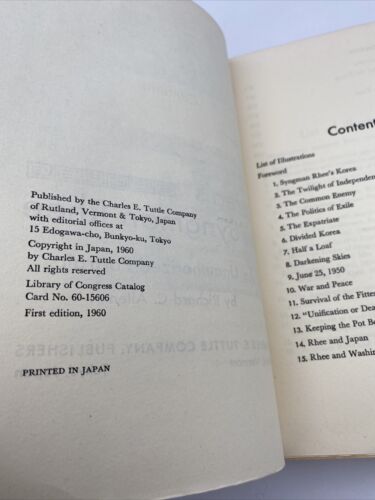 Published by the Charles E. Tuttle Company
of Rutland, Vermont & Tokyo, Japan
with editorial offices at
15 Edogawa-cho, Bunkyo-ku, Tokyo
Copyright in Japan, 1960
by Charles E. Tuttle Company
All rights reserved
Library of Congress Catalog
Card No. 60-15606
First edition, 1960
PRINTED IN JAPAN
Content
List of Illustrations
Foreword
1. Syngman Rhee's Korea
2. The Twilight of Independen
3. The Common Enemy
4. The Politics of Exile
5. The Expatriate
6. Divided Korea
7. Half a Loaf
8. Darkening Skies
9. June 25, 1950
10. War and Peace
11. Survival of the Fitte
12. "Unification or Dea
13. Keeping the Pot B
14. Rhee and Japan
15. Rhee and Washin